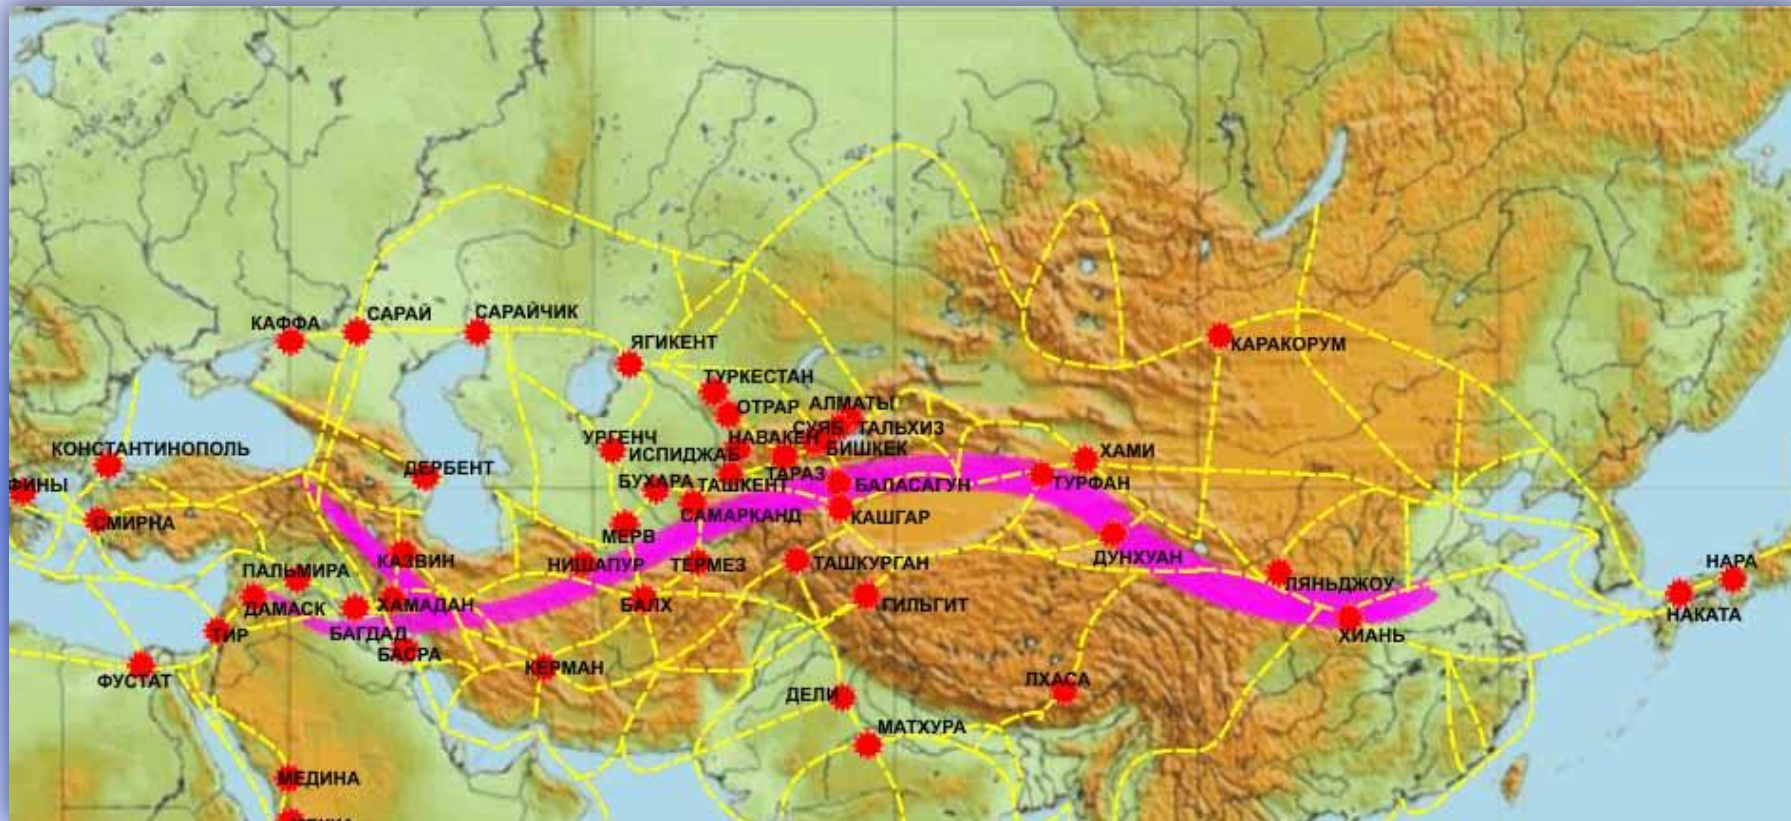 САРАЙ
САРАЙЧИК
КАФФА
ЯГИКЕНТ
КАРАКОРУМ
ТУРКЕСТАН
ОТРАР
АЛМАТЫ
СУЯБ
ТАЛЬХИЗ
НАВАКЕН
УРГЕНЧ
БИШКЕК
ИСПИДЖАБ
КОНСТАНТИНОПОЛЬ
ХАМИ
ДЕРБЕНТ
ТАРАЗ
БУХАРА
ТАШКЕНТ
БАЛАСАГУН
ТУРФАН
ФИНЫ
СМИРНА
САМАРКАНД
КАШГАР
МЕРВ
КАЗВИН
НИШАПУР
ТЕРМЕЗ
ТАШКУРГАН
ДУНХУАН
НАРА
ПАЛЬМИРА
ЛЯНЬДЖОУ
ДАМАСК
ХАМАДАН
БАЛХ
ГИЛЬГИТ
НАКАТА
ТИР
БАГДАД
ХИАНЬ
БАСРА
КЕРМАН
ФУСТАТ
ЛХАСА
ДЕЛИ
МАТХУРА
МЕДИНА